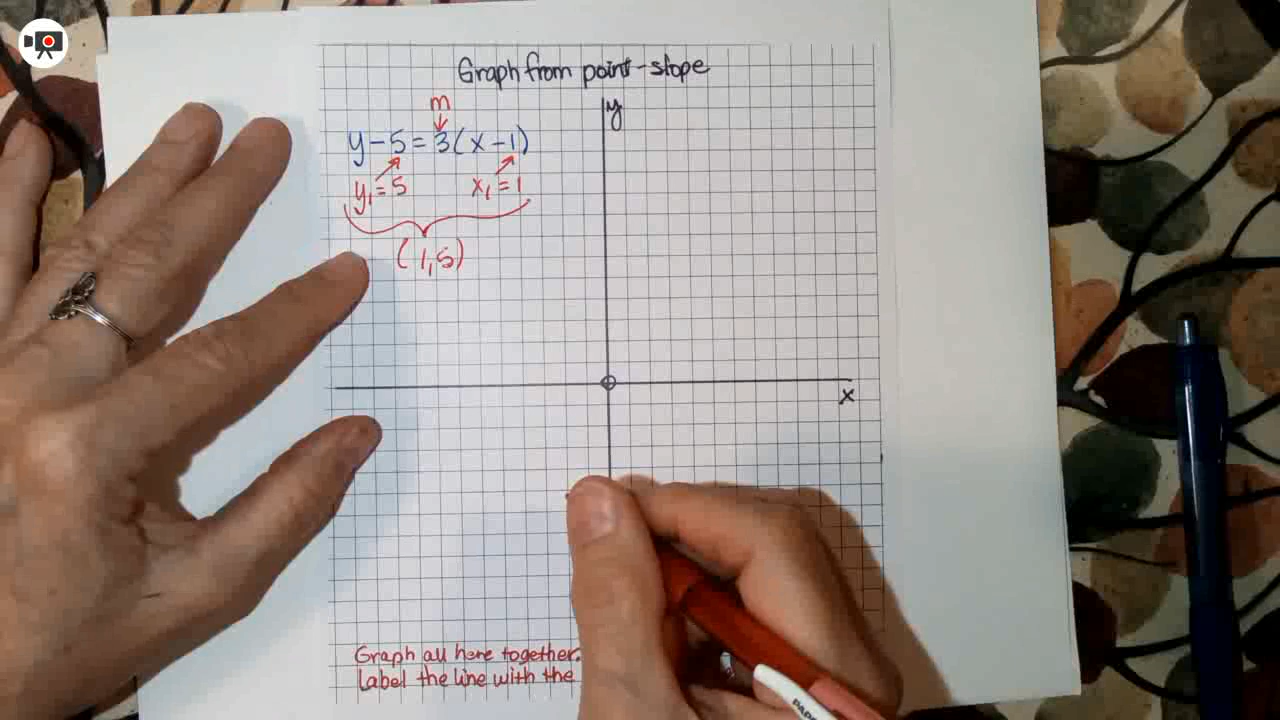 Graph from point-slope
y
m
y-5=3(x-1)
y₁=5 x₁=1
(1,5)
x
Graph all here together.
Label the line with the
PAPE